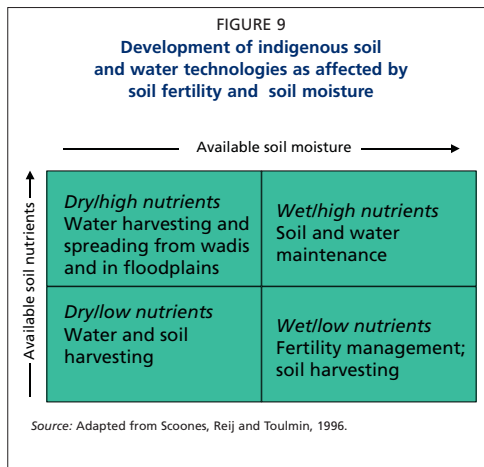 FIGURE 9
Development of indigenous soil
and water technologies as affected by
soil fertility and soil moisture
Available soil moisture
Available soil nutrients
Dry/high nutrients
Water harvesting and
spreading from wadis
and in floodplains
Wet/high nutrients
Soil and water
maintenance
Dry/low nutrients
Water and soil
harvesting
Wet/low nutrients
Fertility management;
soil harvesting
Source: Adapted from Scoones, Reij and Toulmin, 1996.